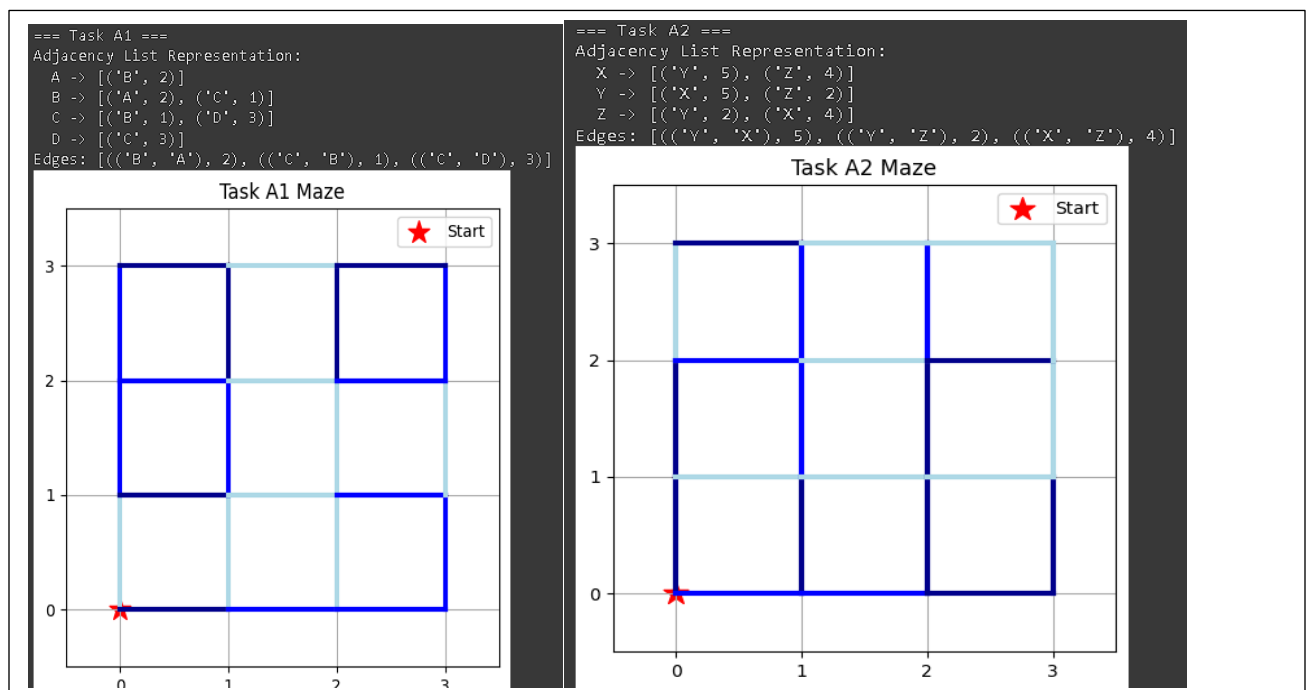 === Task A1 ===
Adjacency List Representation:
A -> [('B', 2)]
B -> [('A', 2), ('C', 1)]
C -> [('B', 1), ('D', 3)]
D -> [('C', 3)]
Edges: [(('B', 'A'), 2), (('C', 'B'), 1), (('C', 'D'), 3)]
Task A1 Maze
Start
3
2
1
0
0 1 2 3
=== Task A2 ===
Adjacency List Representation:
X -> [('Y', 5), ('Z', 4)]
Y -> [('X', 5), ('Z', 2)]
Z -> [('Y', 2), ('X', 4)]
Edges: [(('Y', 'X'), 5), (('Y', 'Z'), 2), (('X', 'Z'), 4)]
Task A2 Maze
Start
3
2
1
0
0 1 2 3